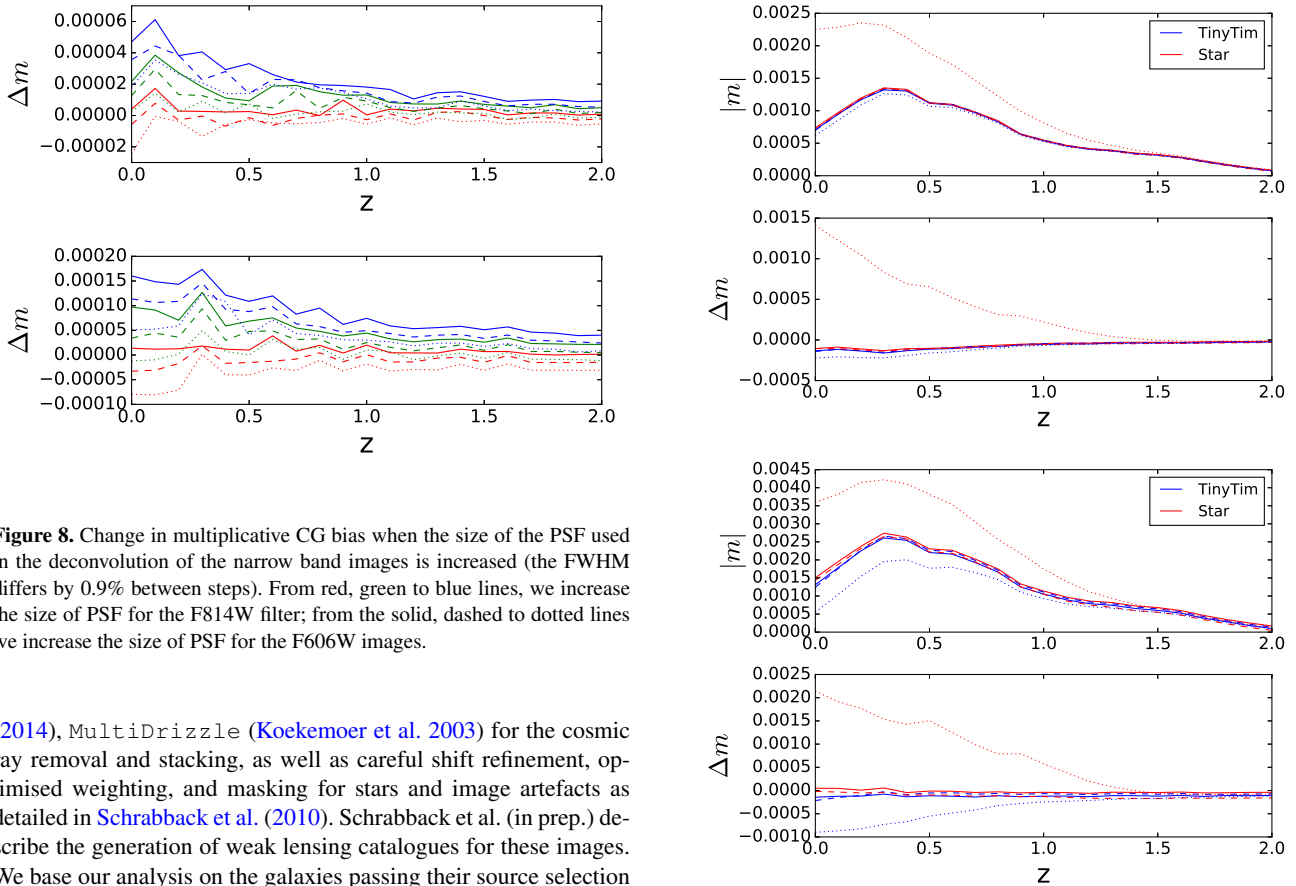 0.00006
0.00004
0.00002
0.00000
−0.00002
Δm
0.0 0.5 1.0 1.5 2.0
z
0.00020
0.00015
0.00010
0.00005
0.00000
−0.00005
−0.00010
Δm
0.0 0.5 1.0 1.5 2.0
z
Figure 8. Change in multiplicative CG bias when the size of the PSF used
in the deconvolution of the narrow band images is increased (the FWHM
differs by 0.9% between steps). From red, green to blue lines, we increase
the size of PSF for the F814W filter; from the solid, dashed to dotted lines
we increase the size of PSF for the F606W images.
(2014), MultiDrizzle (Koekemoer et al. 2003) for the cosmic
ray removal and stacking, as well as careful shift refinement, op-
timised weighting, and masking for stars and image artefacts as
detailed in Schrabback et al. (2010). Schrabback et al. (in prep.) de-
scribe the generation of weak lensing catalogues for these images.
We base our analysis on the galaxies passing their source selection
0.0025
0.0020
0.0015
0.0010
0.0005
0.0000
|m|
TinyTim
Star
0.0 0.5 1.0 1.5 2.0
0.0015
0.0010
0.0005
0.0000
−0.0005
Δm
0.0 0.5 1.0 1.5 2.0
z
0.0045
0.0040
0.0035
0.0030
0.0025
0.0020
0.0015
0.0010
0.0005
0.0000
|m|
TinyTim
Star
0.0 0.5 1.0 1.5 2.0
0.0025
0.0020
0.0015
0.0010
0.0005
0.0000
−0.0005
−0.0010
Δm
0.0 0.5 1.0 1.5 2.0
z